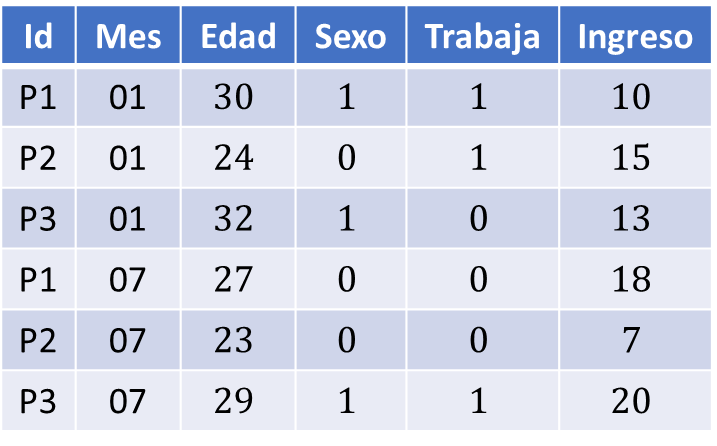 Id Mes Edad Sexo Trabaja Ingreso
P1 01 30 1 1 10
P2 01 24 0 1 15
P3 01 32 1 0 13
P1 07 27 0 0 18
P2 07 23 0 0 7
P3 07 29 1 1 20